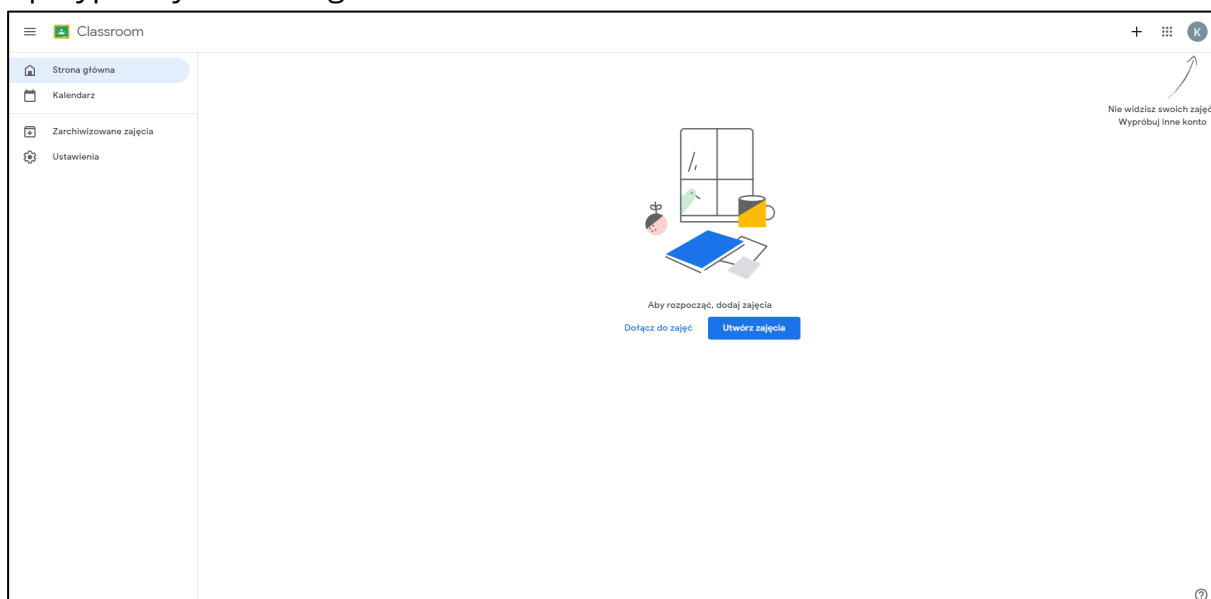 Classroom
K
Strona główna
Kalendarz
Zarchiwizowane zajęcia
Ustawienia
Nie widzisz swoich zajęć
Wypróbuj inne konto
Aby rozpocząć, dodaj zajęcia
Dołącz do zajęć
Utwórz zajęcia